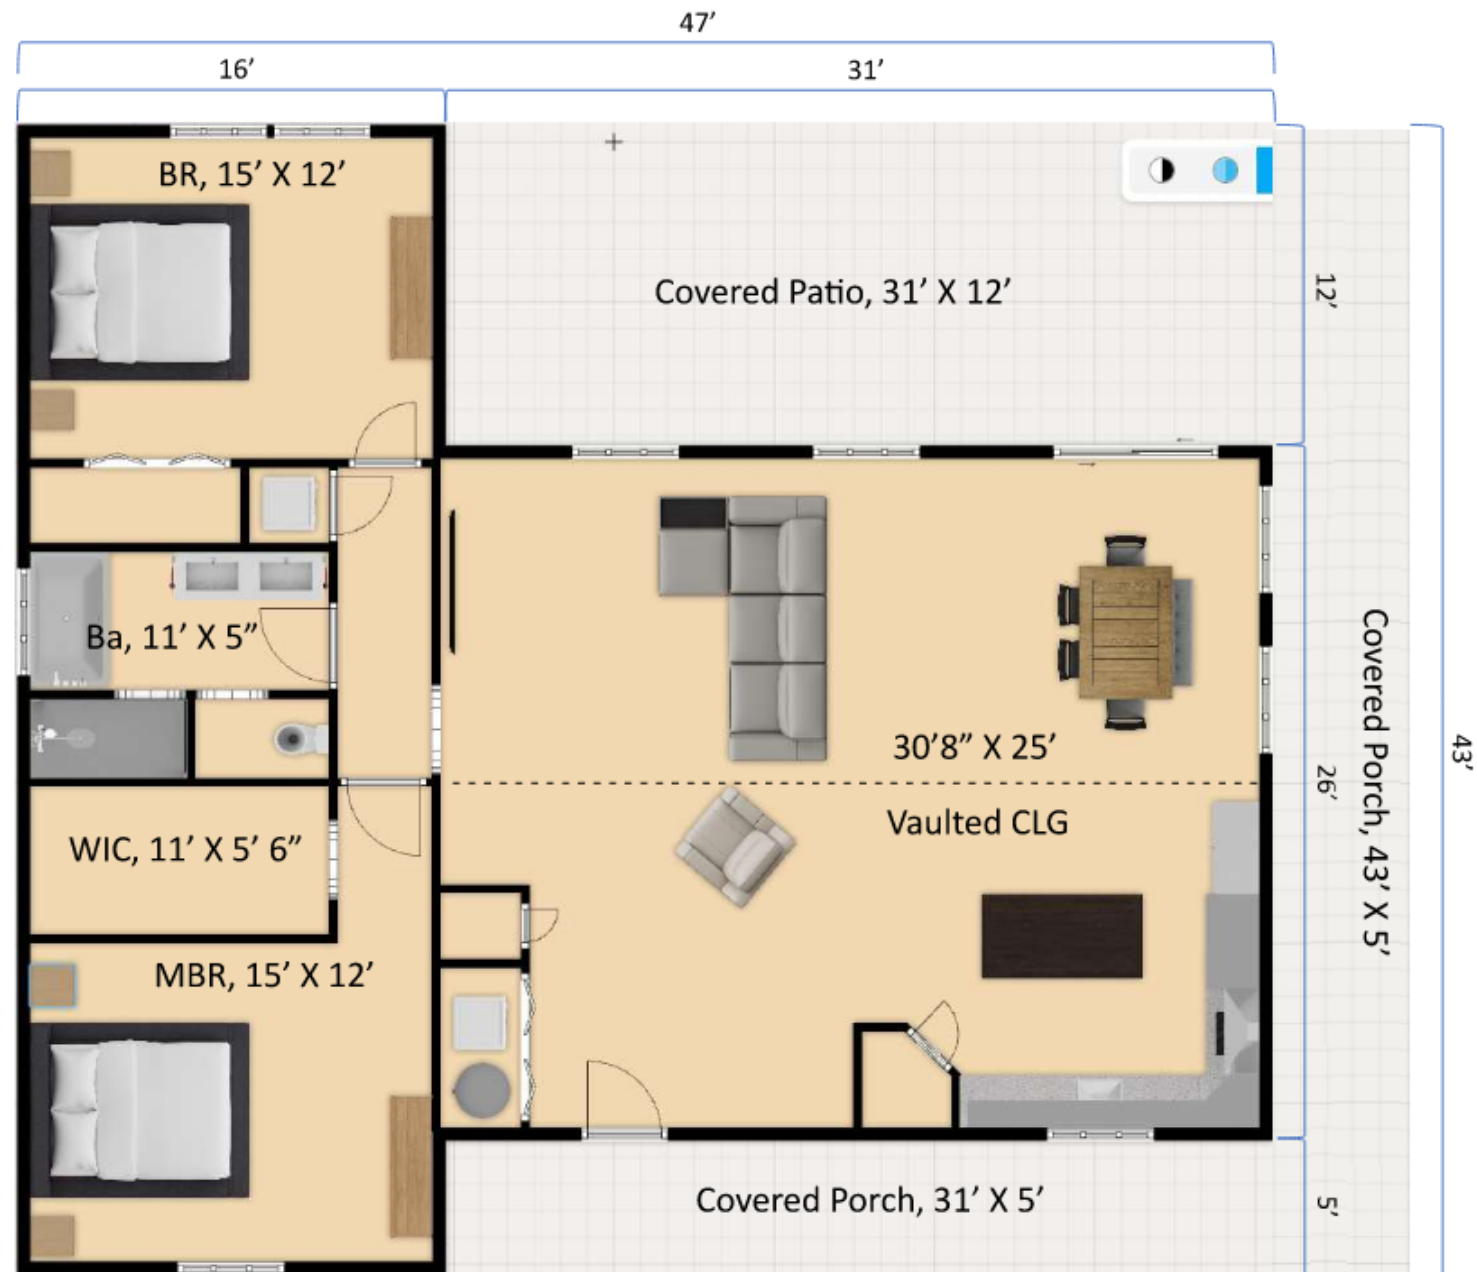 47’
16’
31’
BR, 15’ X 12’
Covered Patio, 31’ X 12’
12’
Ba, 11’ X 5”
30’8” X 25’
26’
Covered Porch, 43’ X 5’
43’
Vaulted CLG
WIC, 11’ X 5’ 6”
MBR, 15’ X 12’
Covered Porch, 31’ X 5’
5’